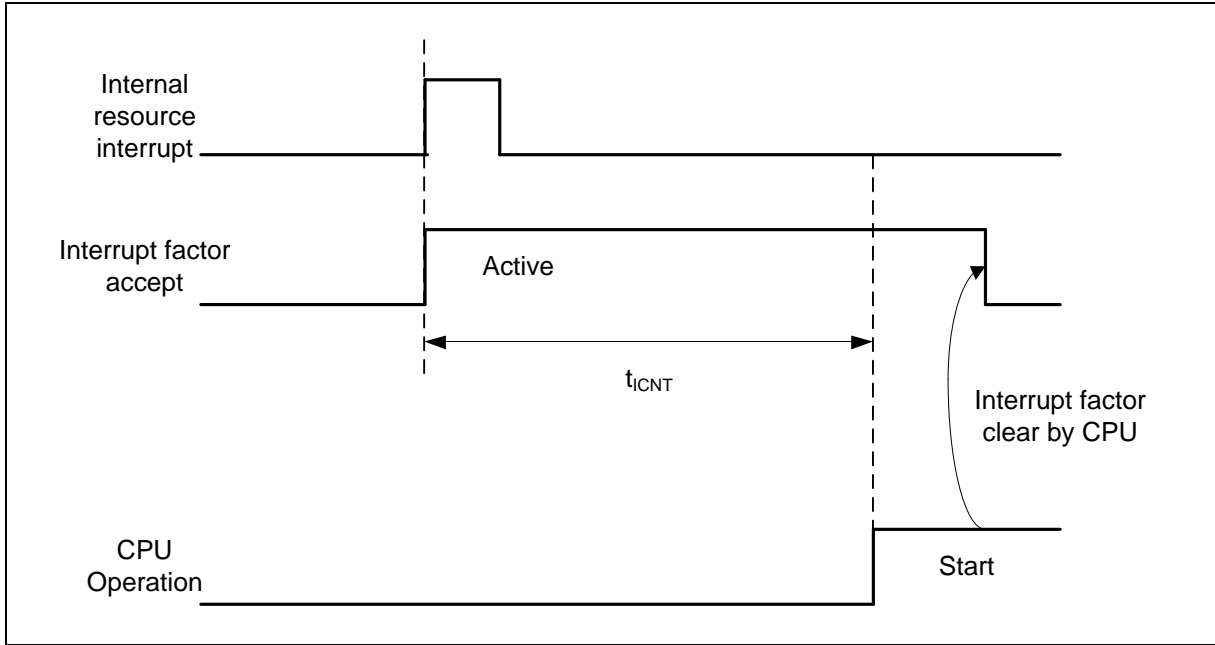 Internal
resource
interrupt
Interrupt factor
accept
Active
tICNT
Interrupt factor
clear by CPU
CPU
Operation
Start